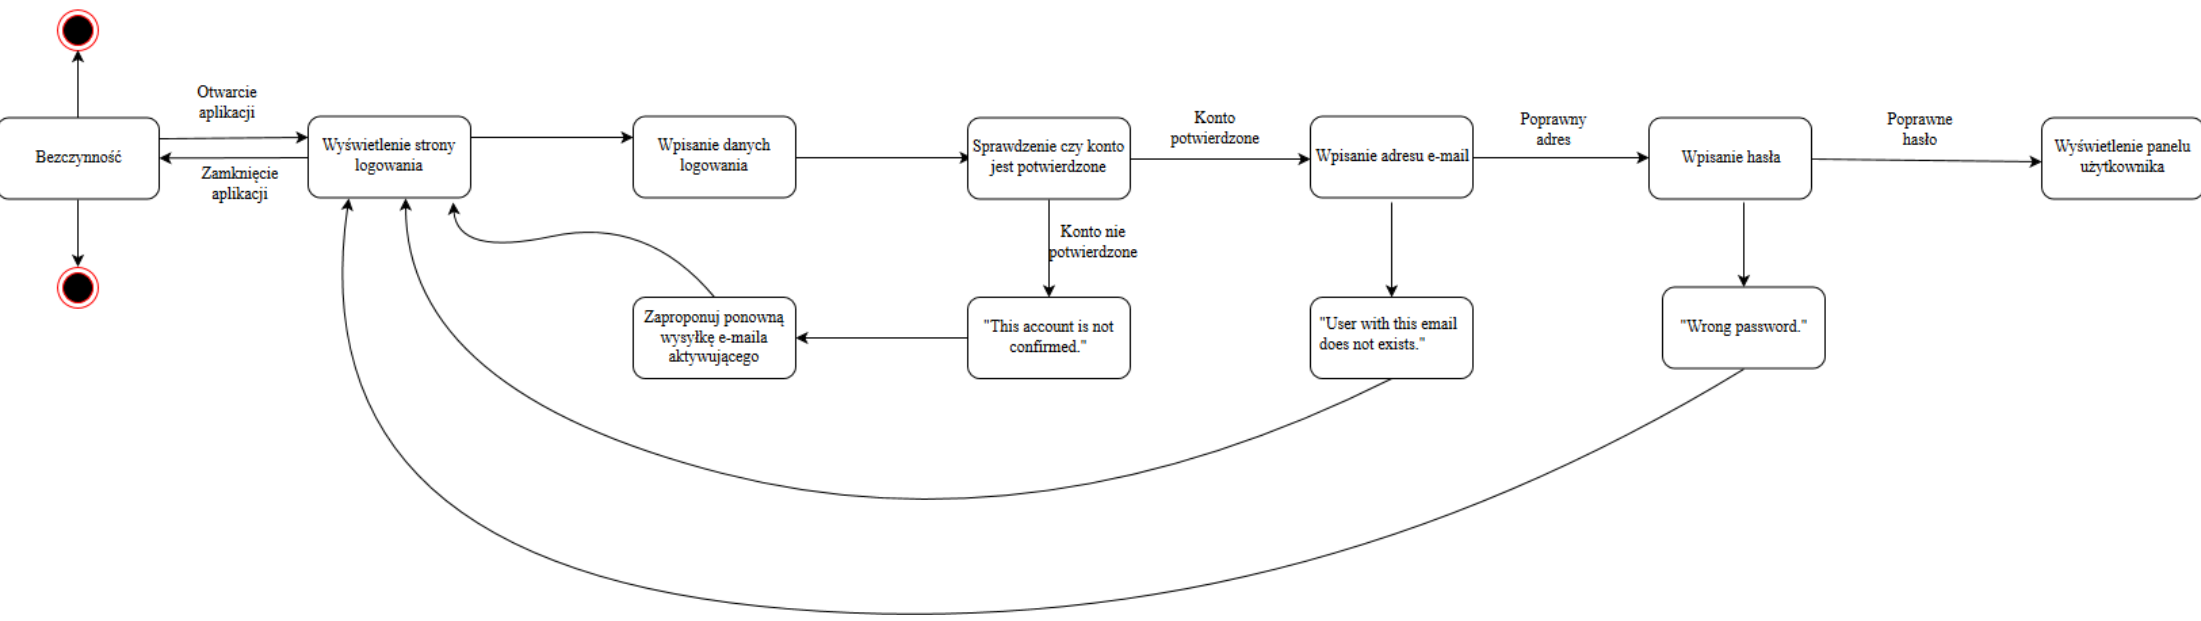 Otwarcie
aplikacji
Bezczynność
Zamknięcie
aplikacji
Wyświetlenie strony
logowania
Wpisanie danych
logowania
Sprawdzenie czy konto
jest potwierdzone
Konto
potwierdzone
Wpisanie adresu e-mail
Poprawny
adres
Wpisanie hasła
Poprawne
hasło
Wyświetlenie panelu
użytkownika
Konto nie
potwierdzone
Zaproponuj ponowną
wysyłkę e-maila
aktywującego
"This account is not
confirmed."
"User with this email
does not exists."
"Wrong password."